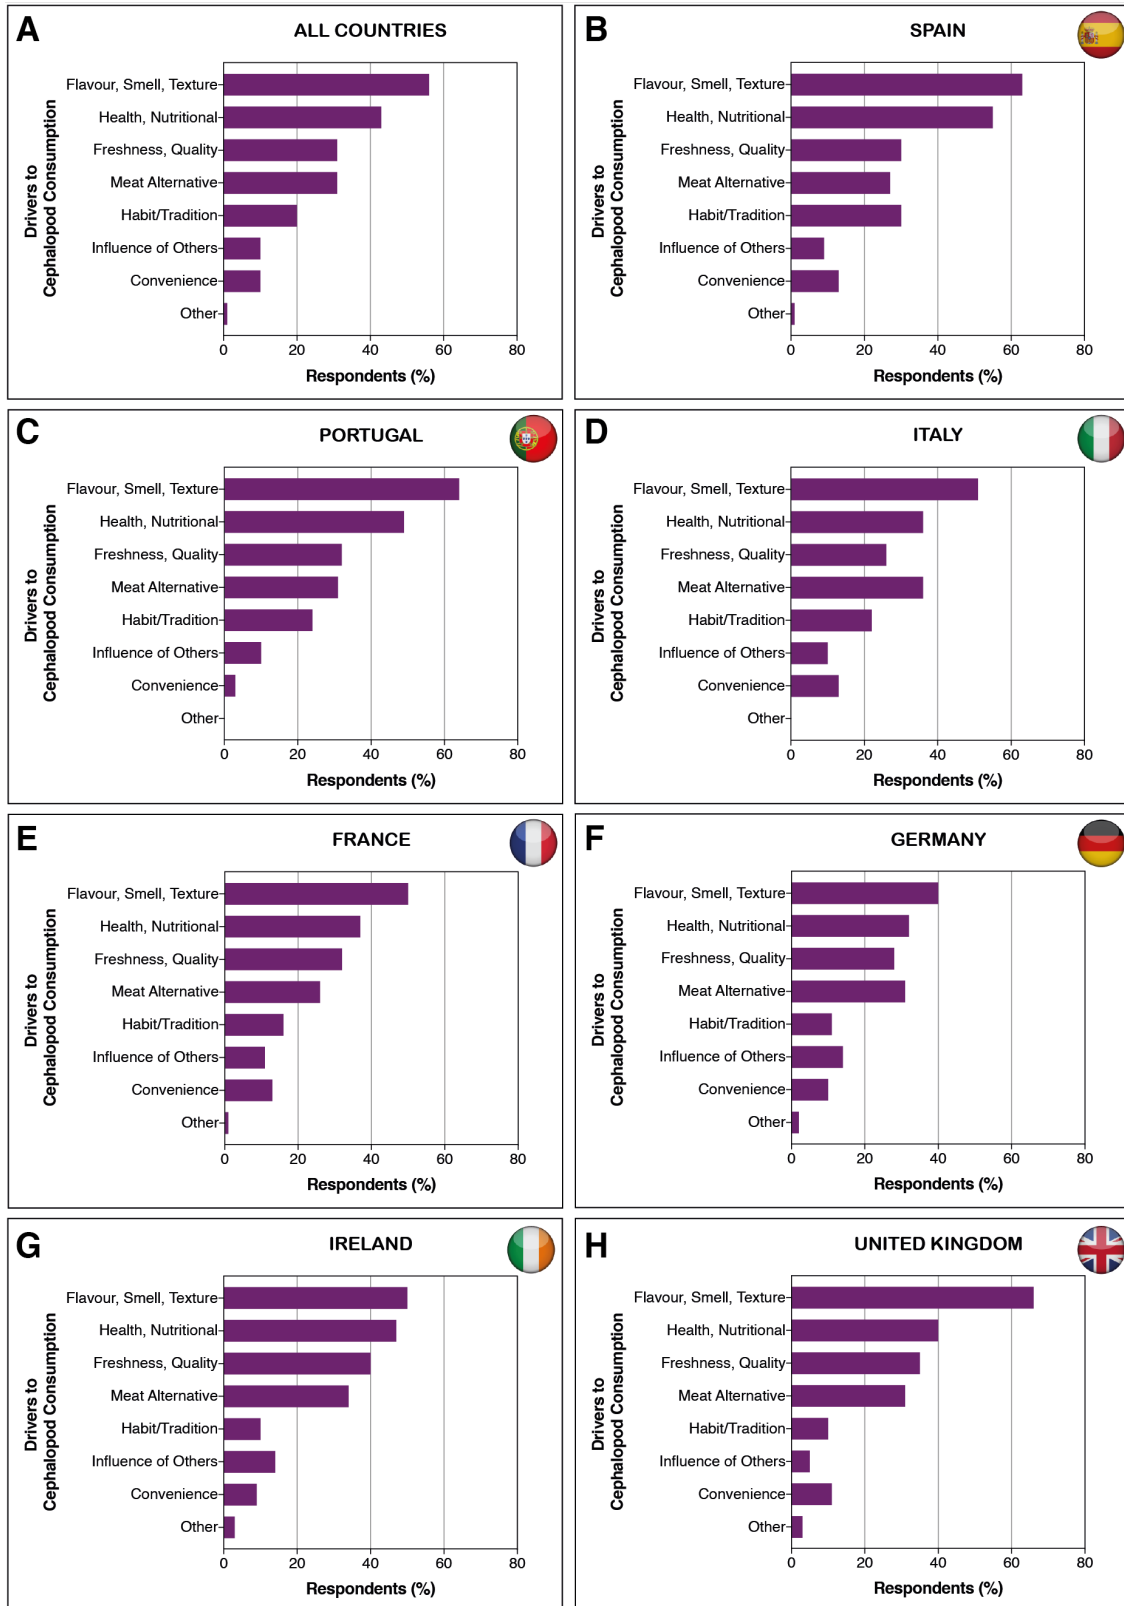 A
ALL COUNTRIES
Drivers to
Cephalopod Consumption
Flavour, Smell, Texture
Health, Nutritional
Freshness, Quality
Meat Alternative
Habit/Tradition
Influence of Others
Convenience
Other
0 20 40 60 80
Respondents (%)
B
SPAIN
Drivers to
Cephalopod Consumption
Flavour, Smell, Texture
Health, Nutritional
Freshness, Quality
Meat Alternative
Habit/Tradition
Influence of Others
Convenience
Other
0 20 40 60 80
Respondents (%)
C
PORTUGAL
Drivers to
Cephalopod Consumption
Flavour, Smell, Texture
Health, Nutritional
Freshness, Quality
Meat Alternative
Habit/Tradition
Influence of Others
Convenience
Other
0 20 40 60 80
Respondents (%)
D
ITALY
Drivers to
Cephalopod Consumption
Flavour, Smell, Texture
Health, Nutritional
Freshness, Quality
Meat Alternative
Habit/Tradition
Influence of Others
Convenience
Other
0 20 40 60 80
Respondents (%)
E
FRANCE
Drivers to
Cephalopod Consumption
Flavour, Smell, Texture
Health, Nutritional
Freshness, Quality
Meat Alternative
Habit/Tradition
Influence of Others
Convenience
Other
0 20 40 60 80
Respondents (%)
F
GERMANY
Drivers to
Cephalopod Consumption
Flavour, Smell, Texture
Health, Nutritional
Freshness, Quality
Meat Alternative
Habit/Tradition
Influence of Others
Convenience
Other
0 20 40 60 80
Respondents (%)
G
IRELAND
Drivers to
Cephalopod Consumption
Flavour, Smell, Texture
Health, Nutritional
Freshness, Quality
Meat Alternative
Habit/Tradition
Influence of Others
Convenience
Other
0 20 40 60 80
Respondents (%)
H
UNITED KINGDOM
Drivers to
Cephalopod Consumption
Flavour, Smell, Texture
Health, Nutritional
Freshness, Quality
Meat Alternative
Habit/Tradition
Influence of Others
Convenience
Other
0 20 40 60 80
Respondents (%)